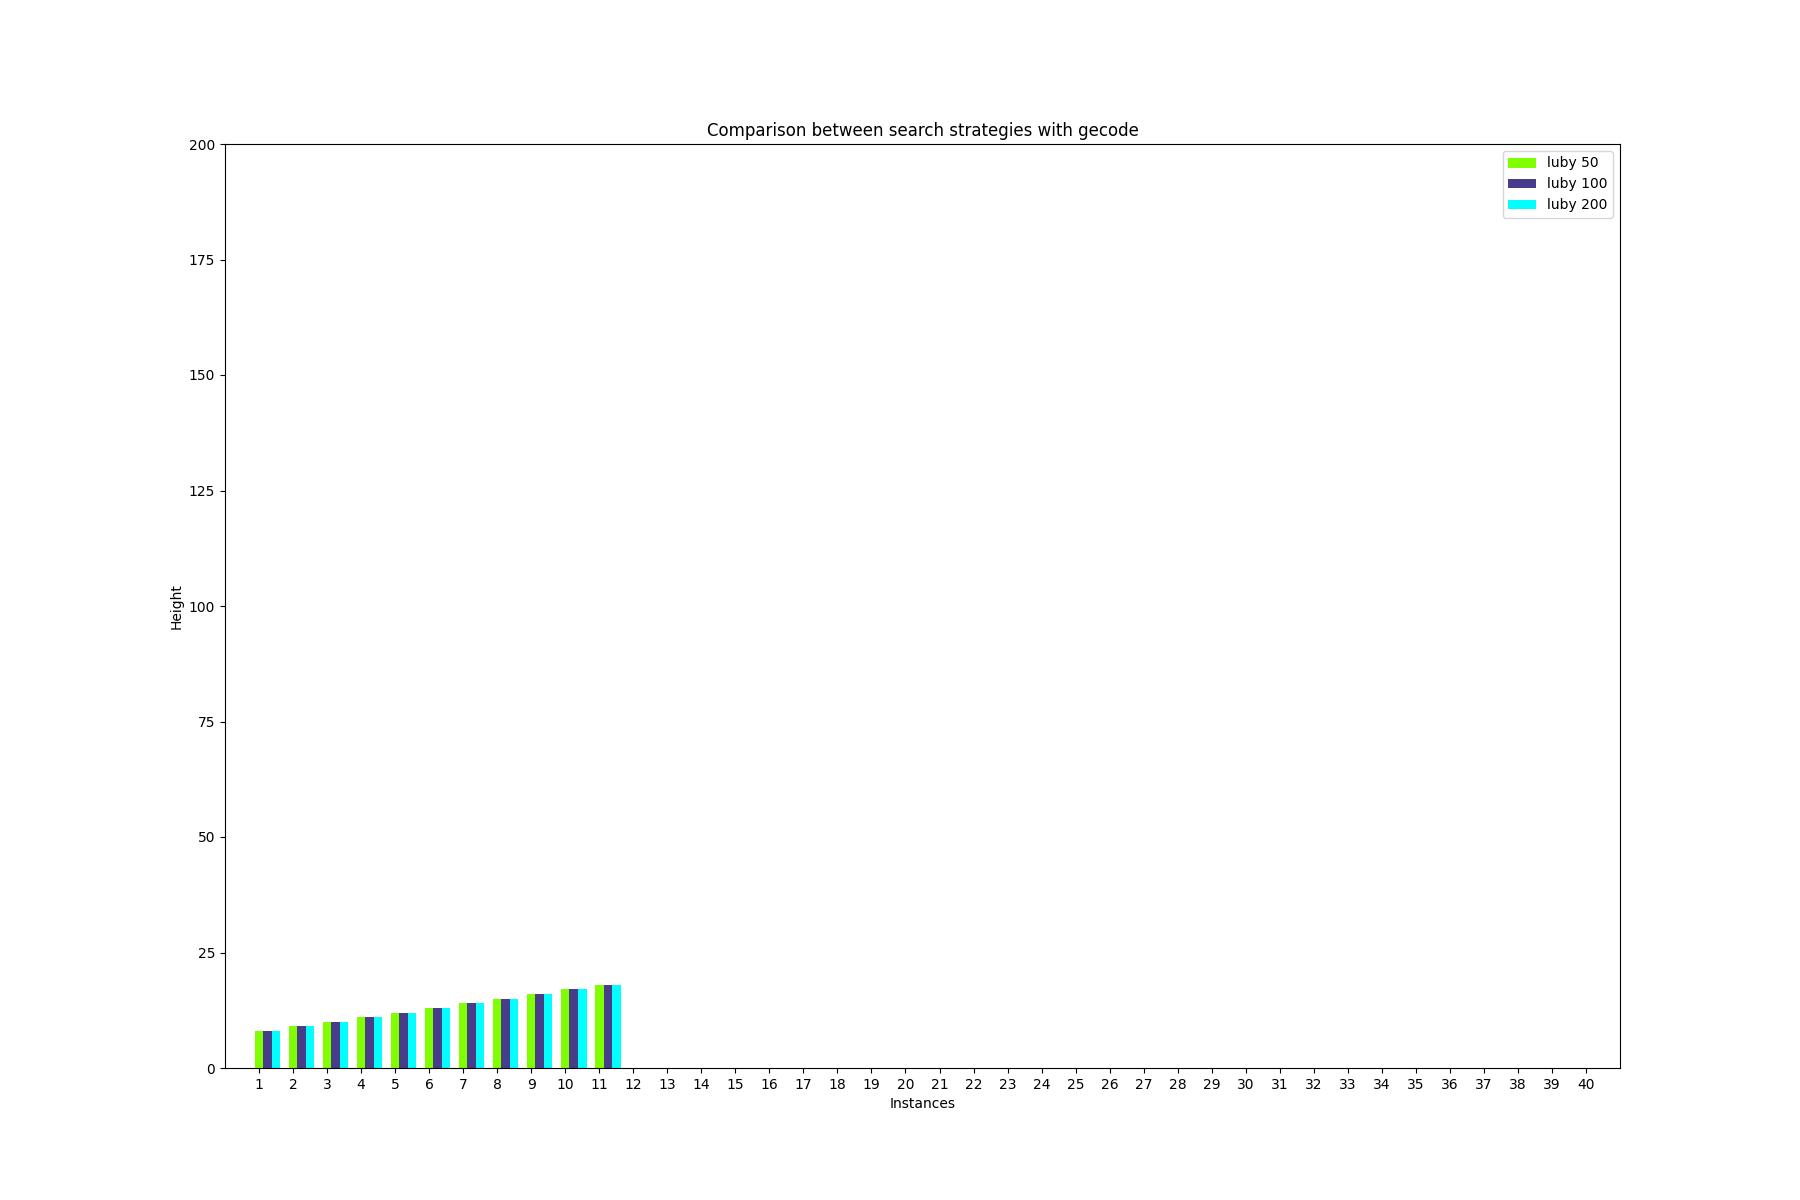 Comparison between search strategies with gecode
luby 50
luby 100
luby 200
200
175
150
125
100
75
50
25
0
Height
1 2 3 4 5 6 7 8 9 10 11 12 13 14 15 16 17 18 19 20 21 22 23 24 25 26 27 28 29 30 31 32 33 34 35 36 37 38 39 40
Instances